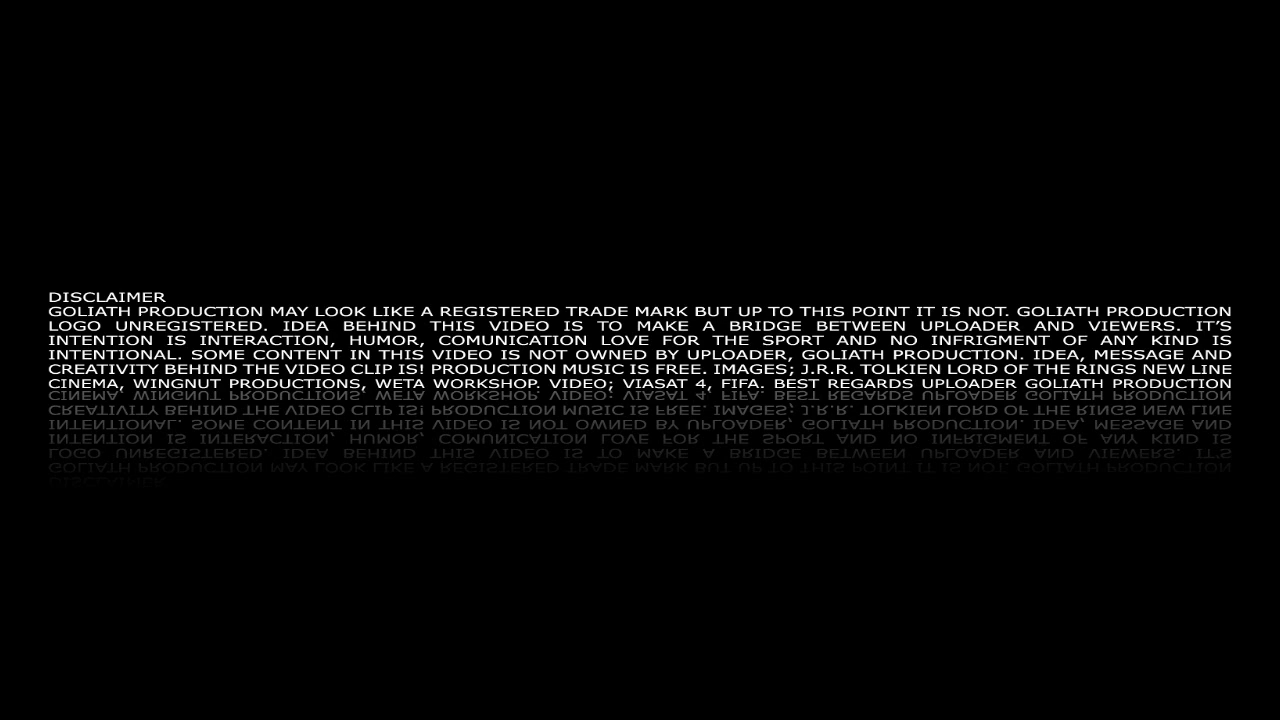 DISCLAIMER
GOLIATH PRODUCTION MAY LOOK LIKE A REGISTERED TRADE MARK BUT UP TO THIS POINT IT IS NOT. GOLIATH PRODUCTION
LOGO UNREGISTERED. IDEA BEHIND THIS VIDEO IS TO MAKE A BRIDGE BETWEEN UPLOADER AND VIEWERS. IT'S
INTENTION IS INTERACTION, HUMOR, COMUNICATION LOVE FOR THE SPORT AND NO INFRIGMENT OF ANY KIND IS
INTENTIONAL. SOME CONTENT IN THIS VIDEO IS NOT OWNED BY UPLOADER, GOLIATH PRODUCTION. IDEA, MESSAGE AND
CREATIVITY BEHIND THE VIDEO CLIP IS! PRODUCTION MUSIC IS FREE. IMAGES; J.R.R. TOLKIEN LORD OF THE RINGS NEW LINE
CINEMA, WINGNUT PRODUCTIONS, WETA WORKSHOP. VIDEO; VIASAT 4, FIFA. BEST REGARDS UPLOADER GOLIATH PRODUCTION